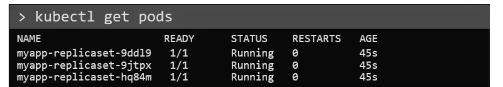 > kubectl get pods
NAME READY STATUS RESTARTS AGE
myapp-replicaset-9ddl9 1/1 Running 0 45s
myapp-replicaset-9jtpx 1/1 Running 0 45s
myapp-replicaset-hq84m 1/1 Running 0 45s